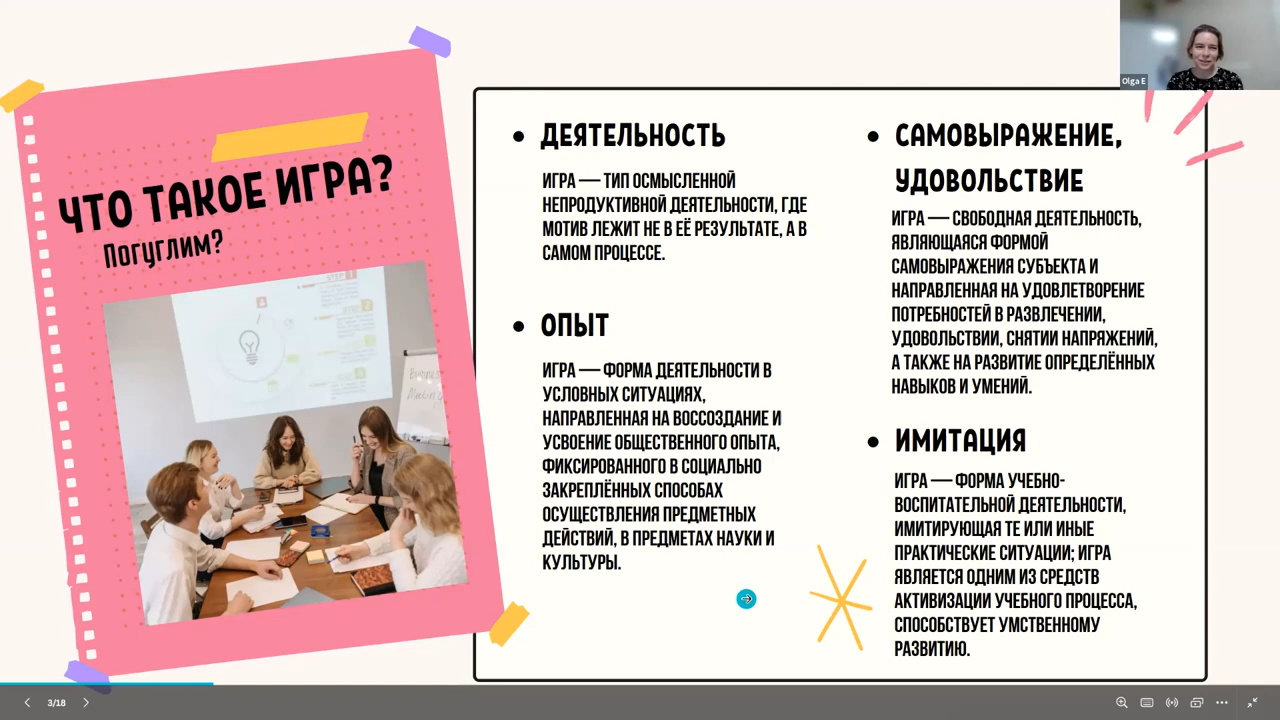 Olga E
ЧТО ТАКОЕ ИГРА?
Погуглим?
STEP 1
ДЕЯТЕЛЬНОСТЬ
ИГРА — ТИП ОСМЫСЛЕННОЙ
НЕПРОДУКТИВНОЙ ДЕЯТЕЛЬНОСТИ, ГДЕ
МОТИВ ЛЕЖИТ НЕ В ЕЁ РЕЗУЛЬТАТЕ, А В
САМОМ ПРОЦЕССЕ.
ОПЫТ
ИГРА — ФОРМА ДЕЯТЕЛЬНОСТИ В
УСЛОВНЫХ СИТУАЦИЯХ,
НАПРАВЛЕННАЯ НА ВОССОЗДАНИЕ И
УСВОЕНИЕ ОБЩЕСТВЕННОГО ОПЫТА,
ФИКСИРОВАННОГО В СОЦИАЛЬНО
ЗАКРЕПЛЁННЫХ СПОСОБАХ
ОСУЩЕСТВЛЕНИЯ ПРЕДМЕТНЫХ
ДЕЙСТВИЙ, В ПРЕДМЕТАХ НАУКИ И
КУЛЬТУРЫ.
САМОВЫРАЖЕНИЕ,
УДОВОЛЬСТВИЕ
ИГРА — СВОБОДНАЯ ДЕЯТЕЛЬНОСТЬ,
ЯВЛЯЮЩАЯСЯ ФОРМОЙ
САМОВЫРАЖЕНИЯ СУБЪЕКТА И
НАПРАВЛЕННАЯ НА УДОВЛЕТВОРЕНИЕ
ПОТРЕБНОСТЕЙ В РАЗВЛЕЧЕНИИ,
УДОВОЛЬСТВИИ, СНЯТИИ НАПРЯЖЕНИЙ,
А ТАКЖЕ НА РАЗВИТИЕ ОПРЕДЕЛЁННЫХ
НАВЫКОВ И УМЕНИЙ.
ИМИТАЦИЯ
ИГРА — ФОРМА УЧЕБНО-
ВОСПИТАТЕЛЬНОЙ ДЕЯТЕЛЬНОСТИ,
ИМИТИРУЮЩАЯ ТЕ ИЛИ ИНЫЕ
ПРАКТИЧЕСКИЕ СИТУАЦИИ; ИГРА
ЯВЛЯЕТСЯ ОДНИМ ИЗ СРЕДСТВ
АКТИВИЗАЦИИ УЧЕБНОГО ПРОЦЕССА,
СПОСОБСТВУЕТ УМСТВЕННОМУ
РАЗВИТИЮ.
3/18